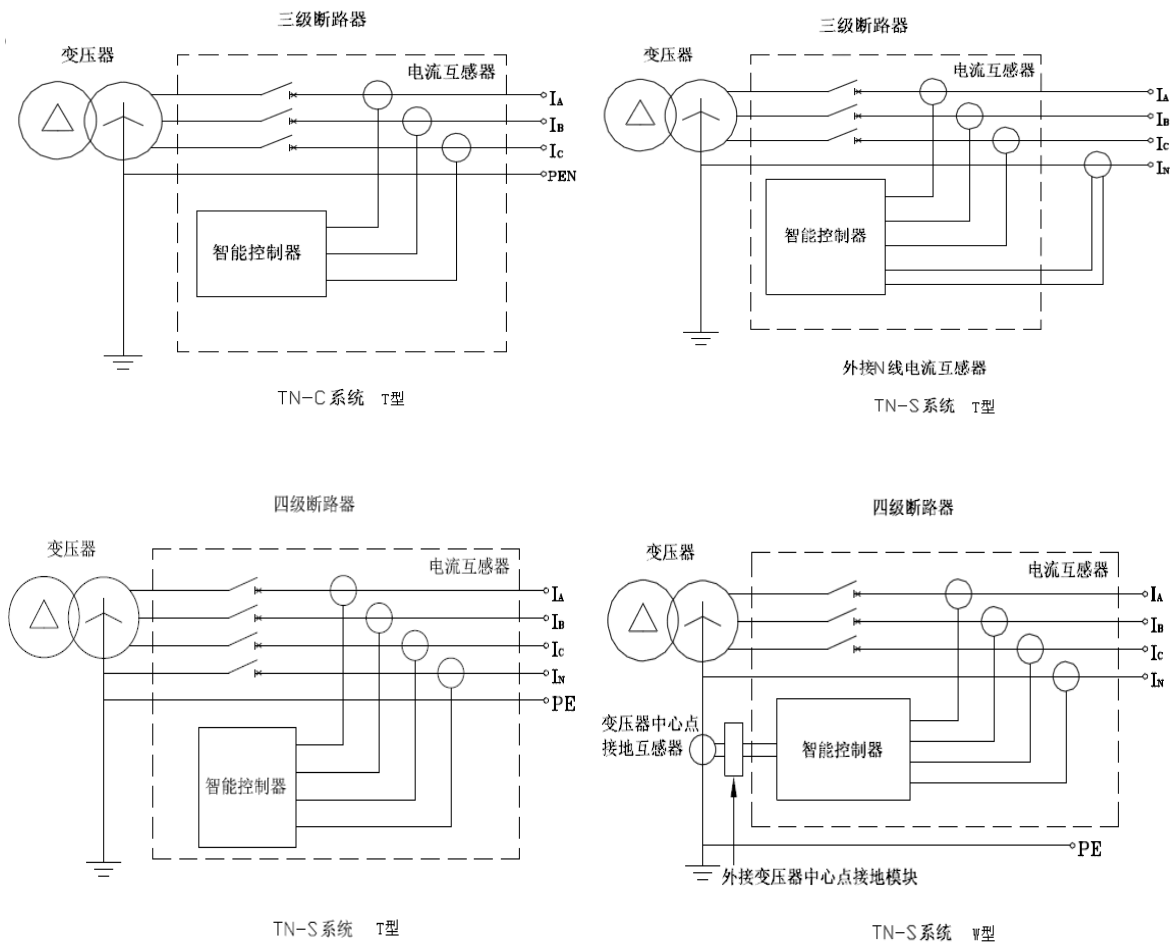 三级断路器
变压器
电流互感器
IA
IB
IC
PEN
智能控制器
TN-C系统 T型
三级断路器
变压器
电流互感器
IA
IB
IC
IN
智能控制器
外接N线电流互感器
TN-S系统 T型
四级断路器
变压器
电流互感器
IA
IB
IC
IN
PE
智能控制器
TN-S系统 T型
四级断路器
变压器
电流互感器
IA
IB
IC
IN
变压器中心点
接地互感器
智能控制器
PE
外接变压器中心点接地模块
TN-S系统 W型